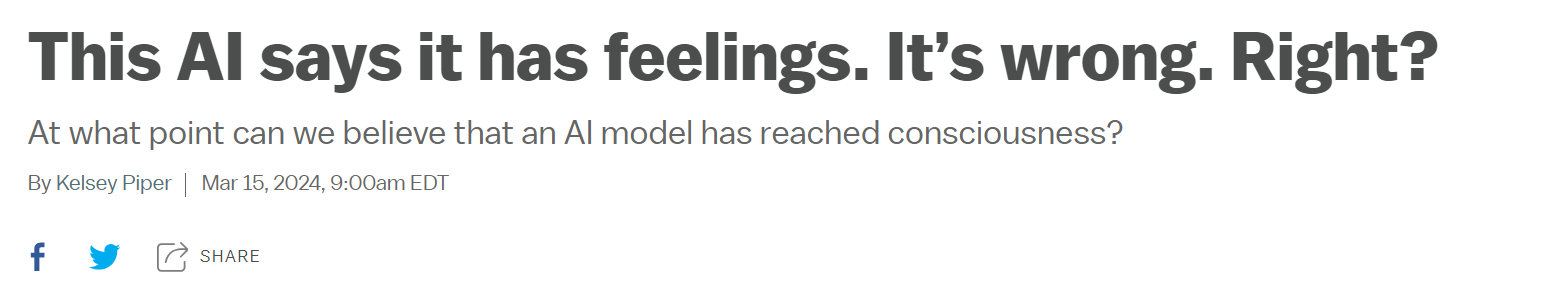 This AI says it has feelings. It’s wrong. Right?
At what point can we believe that an AI model has reached consciousness?
By Kelsey Piper | Mar 15, 2024, 9:00am EDT
SHARE